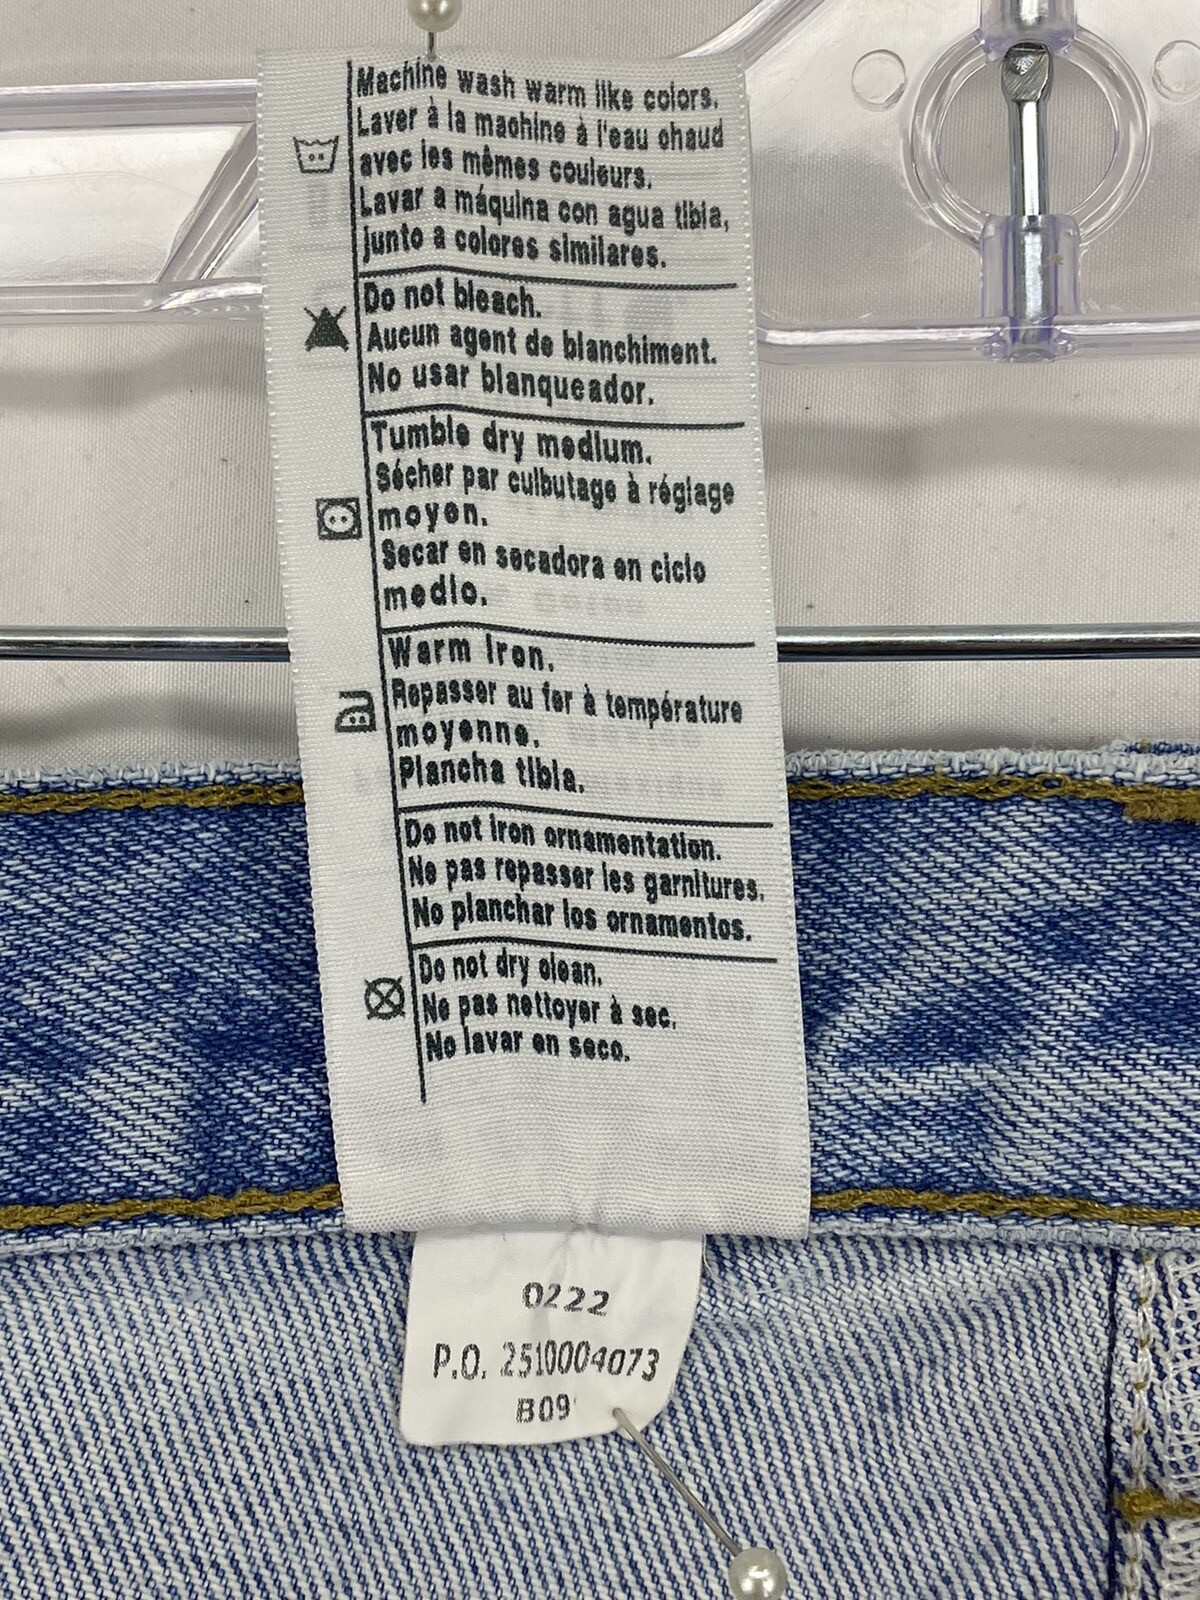 Machine wash warm like colors.
Laver à la machine à l'eau chaud
avec les mêmes couleurs.
Lavar a máquina con agua tibia,
junto a colores similares.
Do not bleach.
Aucun agent de blanchiment.
No usar blanqueador.
Tumble dry medium.
Sécher par culbutage à réglage
moyen.
Secar en secadora en ciclo
medio.
Warm Iron.
Repasser au fer à température
moyenne.
Plancha tibia.
Do not iron ornamentation.
Ne pas repasser les garnitures.
No planchar los ornamentos.
Do not dry clean.
Ne pas nettoyer à sec.
No lavar en seco.
0222
P.O. 2510004073
B09